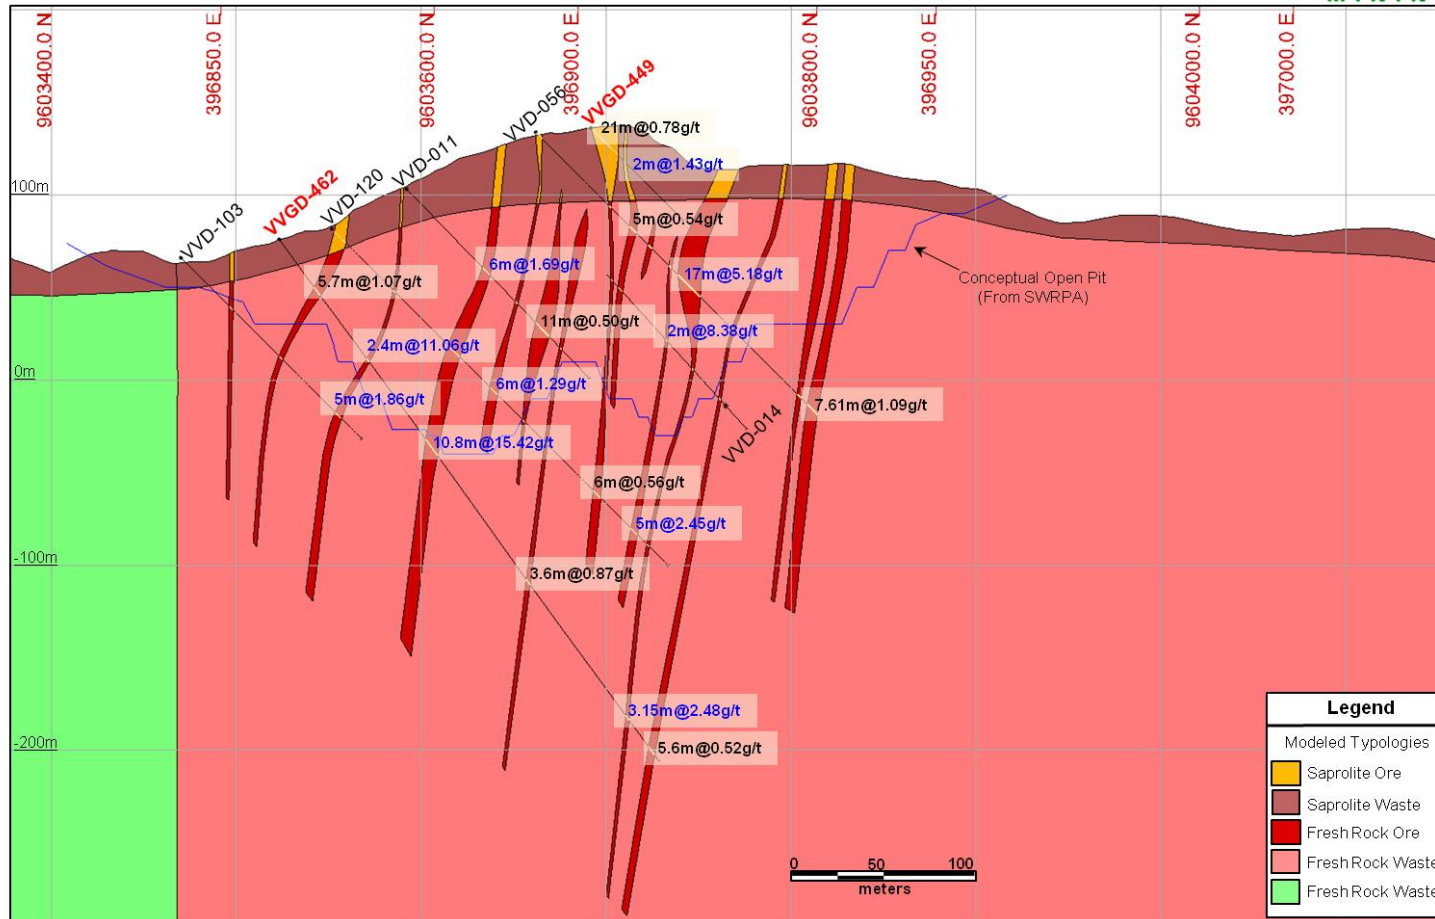 9603400.0 N
396850.0 E
9603600.0 N
396900.0 E
9603800.0 N
396950.0 E
9604000.0 N
397000.0 E
VVD-103
VVGD-462
VVD-120
VVD-011
VVD-056
VVGD-449
21m@0.78g/t
2m@1.43g/t
100m
5m@0.54g/t
6m@1.69g/t
17m@5.18g/t
5.7m@1.07g/t
Conceptual Open Pit
(From SWRPA)
11m@0.50g/t
2m@8.38g/t
2.4m@11.06g/t
0m
6m@1.29g/t
5m@1.86g/t
7.61m@1.09g/t
VVD-014
10.8m@15.42g/t
6m@0.56g/t
5m@2.45g/t
-100m
3.6m@0.87g/t
3.15m@2.48g/t
-200m
5.6m@0.52g/t
Legend
Modeled Typologies
Saprolite Ore
Saprolite Waste
Fresh Rock Ore
Fresh Rock Waste
Fresh Rock Waste
0 50 100
meters